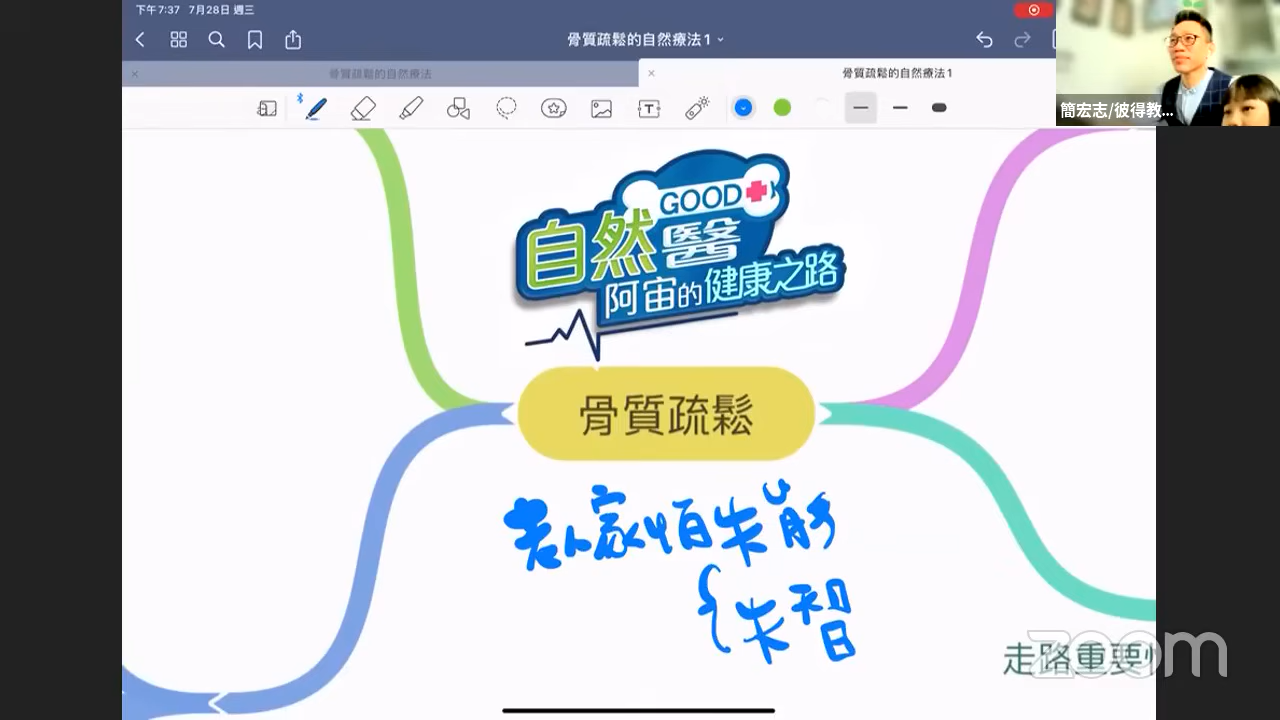 下午7:37 7月28日 週三
骨質疏鬆的自然療法1
骨質疏鬆的自然療法
骨質疏鬆的自然療法1
簡宏志/彼得教...
GOOD
自然醫
阿宙的健康之路
骨質疏鬆
老人家怕失能
失智
走路重要
zoom